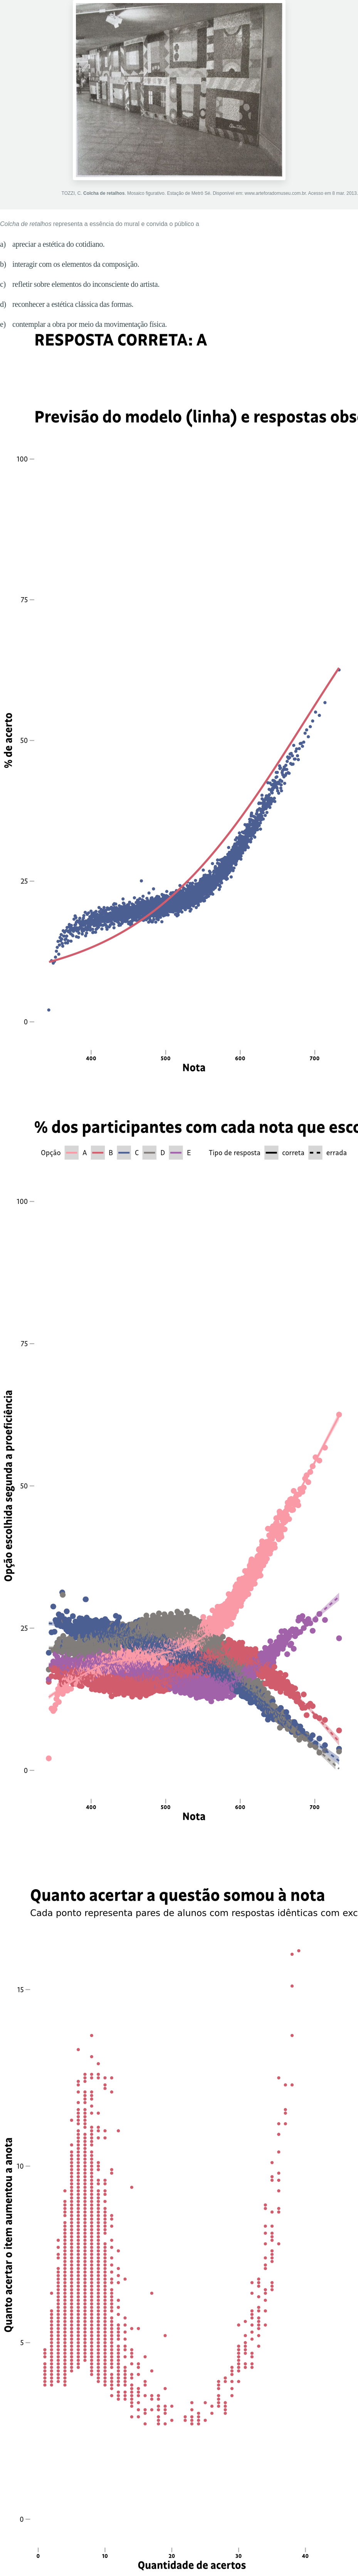 TOZZI, C. Colcha de retalhos. Mosaico figurativo. Estação de Metrô Sé. Disponível em: www.arteforadomuseu.com.br. Acesso em 8 mar. 2013.
Colcha de retalhos representa a essência do mural e convida o público a
a) apreciar a estética do cotidiano.
b) interagir com os elementos da composição.
c) refletir sobre elementos do inconsciente do artista.
d) reconhecer a estética clássica das formas.
e) contemplar a obra por meio da movimentação física.
RESPOSTA CORRETA: A
Previsão do modelo (linha) e respostas obs
100
75
50
25
0
% de acerto
400 500 600 700
Nota
% dos participantes com cada nota que esco
Opção A B C D E Tipo de resposta correta errada
100
75
50
25
0
Opção escolhida segunda a proeficiência
400 500 600 700
Nota
Quanto acertar a questão somou à nota
Cada ponto representa pares de alunos com respostas idênticas com exc
15
10
5
0
Quanto acertar o item aumentou a anota
0 10 20 30 40
Quantidade de acertos